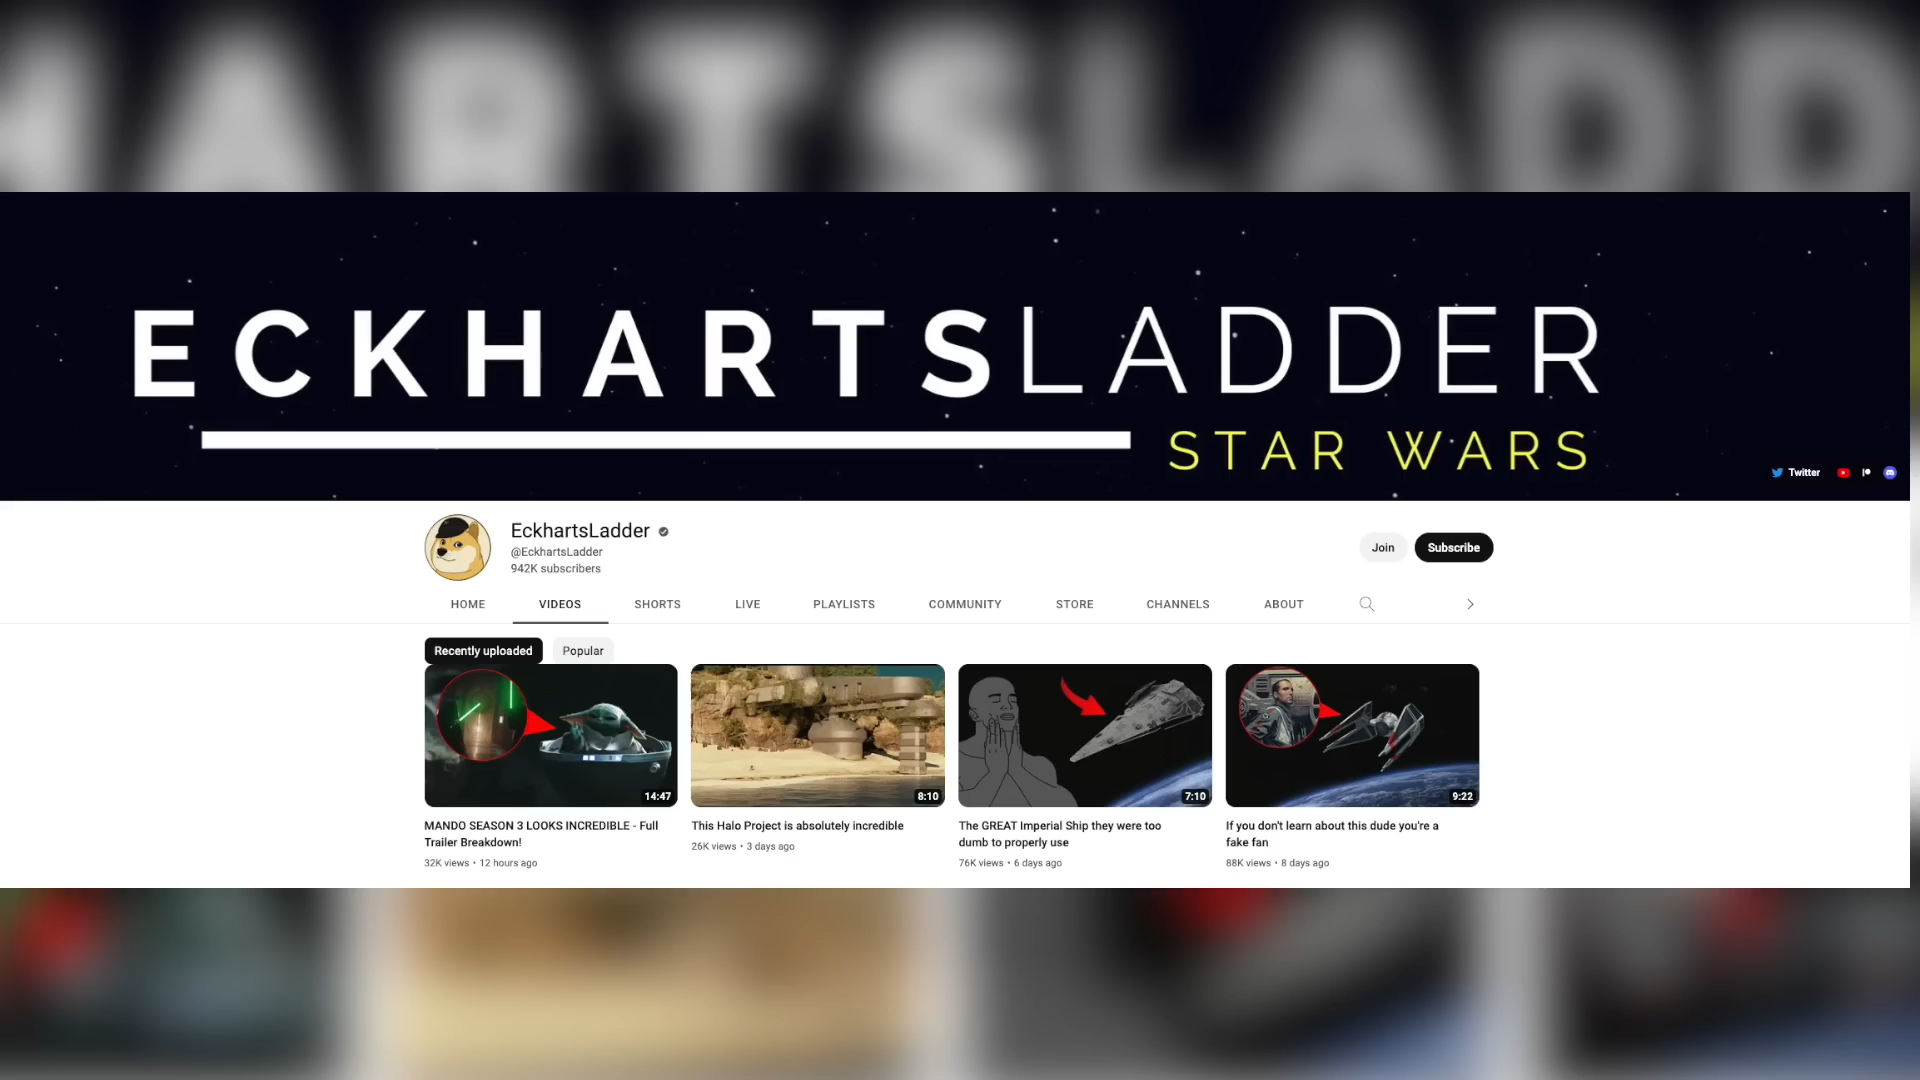 ECKHARTSLADDER
STAR WARS
Twitter
EckhartsLadder
@EckhartsLadder
942K subscribers
Join
Subscribe
HOME
VIDEOS
SHORTS
LIVE
PLAYLISTS
COMMUNITY
STORE
CHANNELS
ABOUT
Recently uploaded
Popular
14:47
8:10
7:10
9:22
MANDO SEASON 3 LOOKS INCREDIBLE - Full
Trailer Breakdown!
32K views • 12 hours ago
This Halo Project is absolutely incredible
26K views • 3 days ago
The GREAT Imperial Ship they were too
dumb to properly use
76K views • 6 days ago
If you don't learn about this dude you're a
fake fan
88K views • 8 days ago